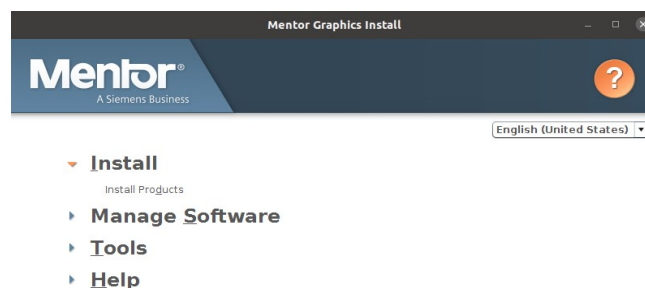 Mentor Graphics Install
Mentor®
A Siemens Business
?
English (United States)
Install
Install Products
Manage Software
Tools
Help